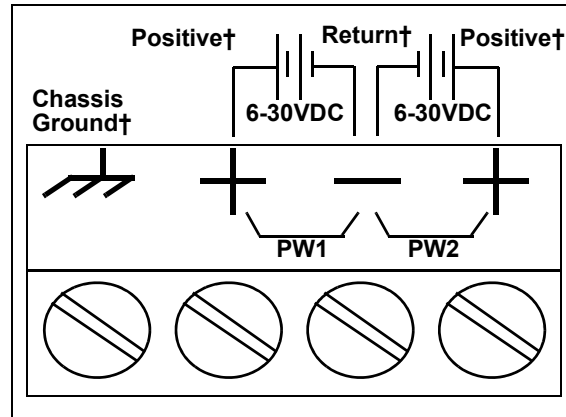 Positive† Return† Positive†
Chassis
Ground†
6-30VDC 6-30VDC
PW1 PW2